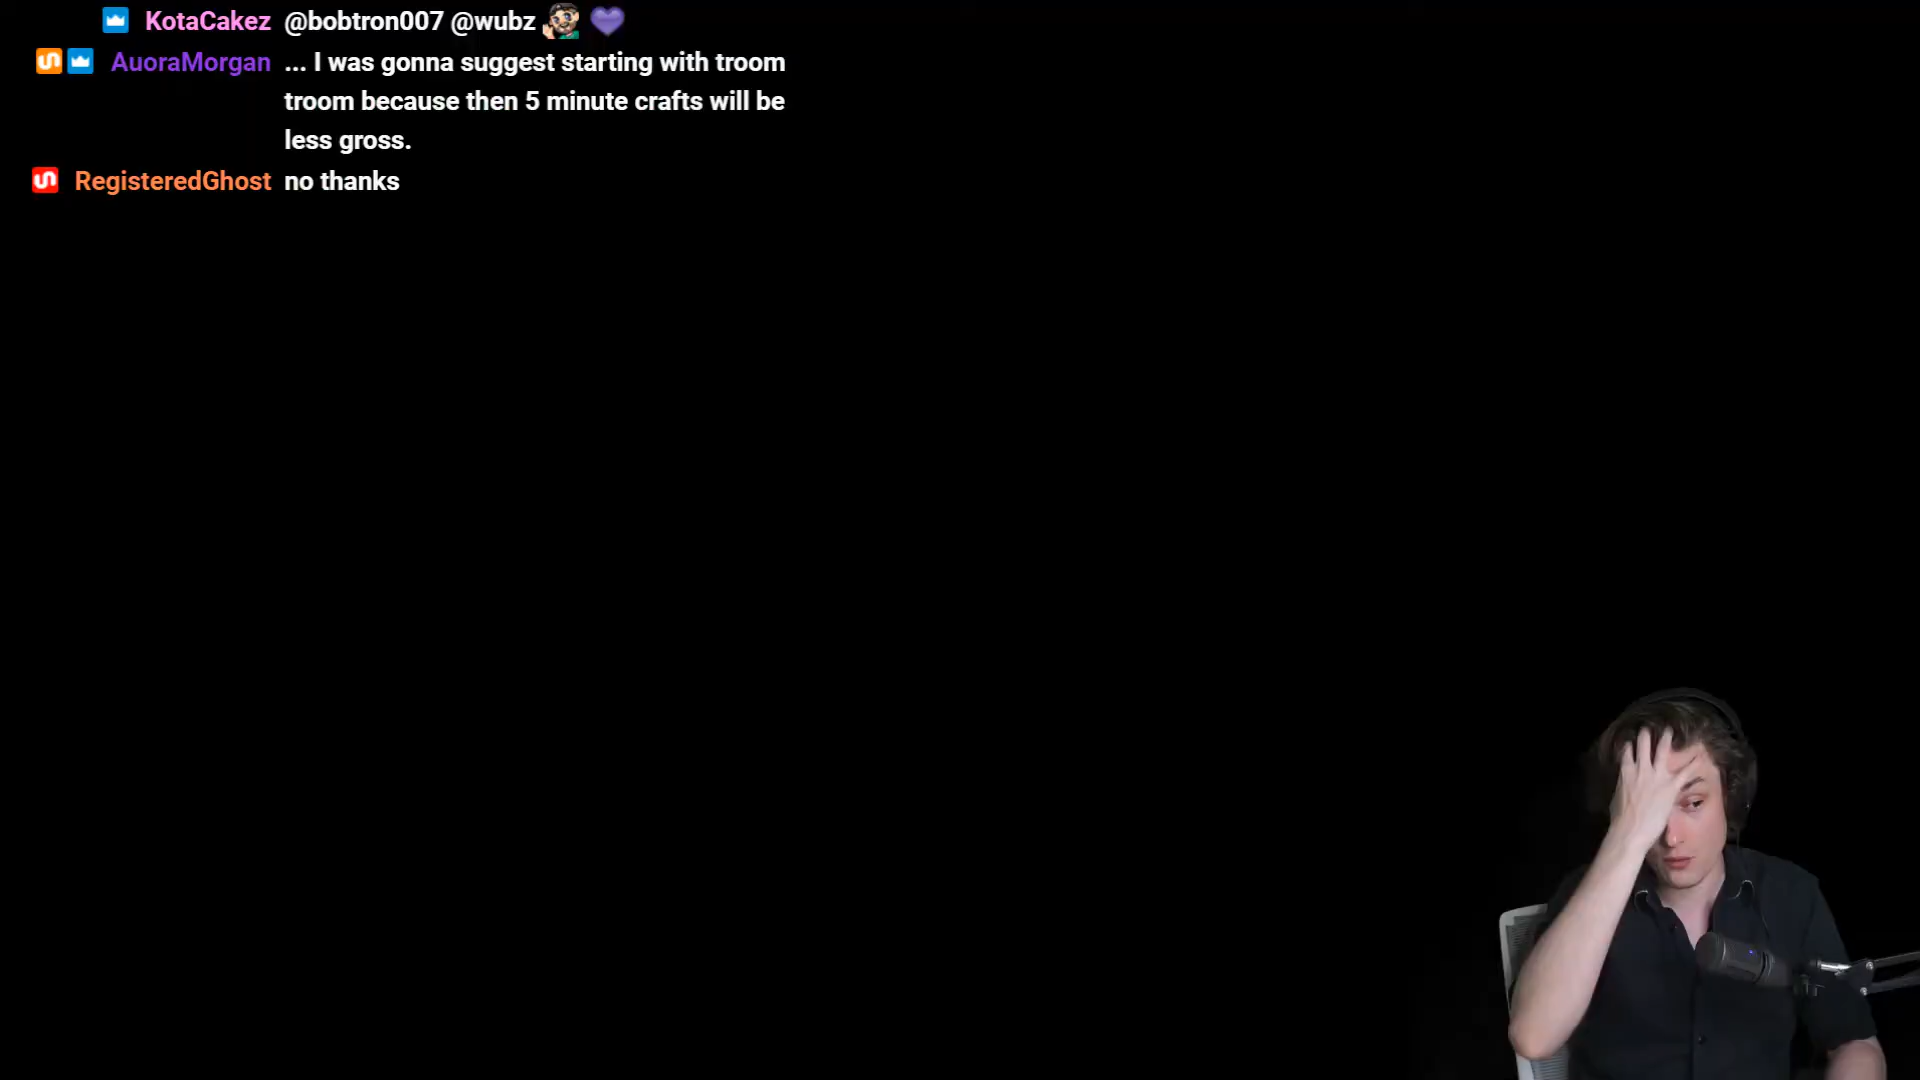 KotaCakez @bobtron007 @wubz
AuoraMorgan ... I was gonna suggest starting with troom
troom because then 5 minute crafts will be
less gross.
RegisteredGhost no thanks